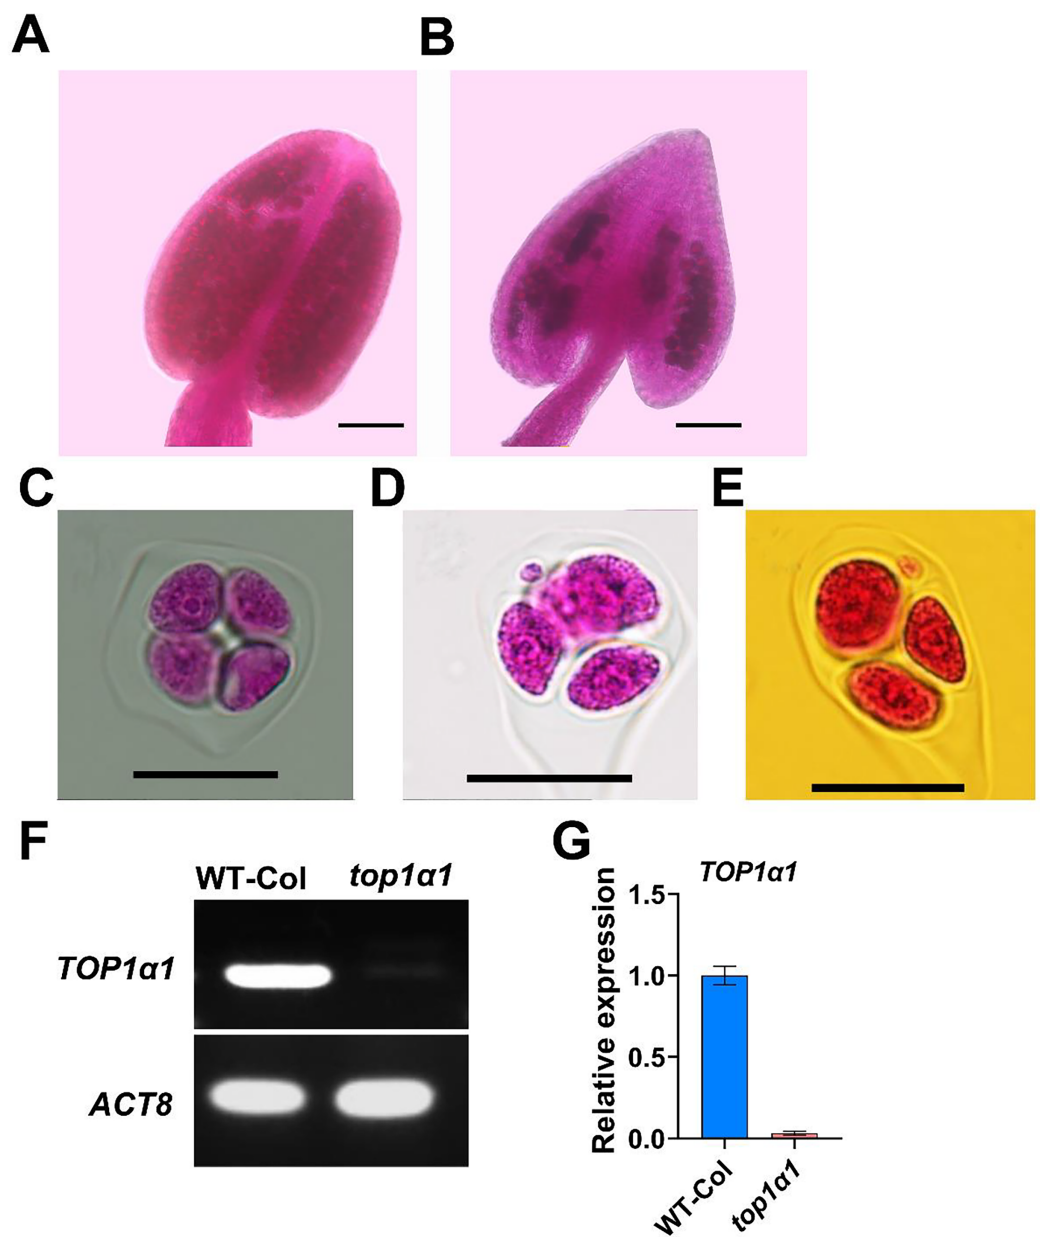 A
B
C
D
E
F
WT-Col
top1α1
TOP1α1
ACT8
G
TOP1α1
Relative expression
1.5
1.0
0.5
0.0
WT-Col
top1α1